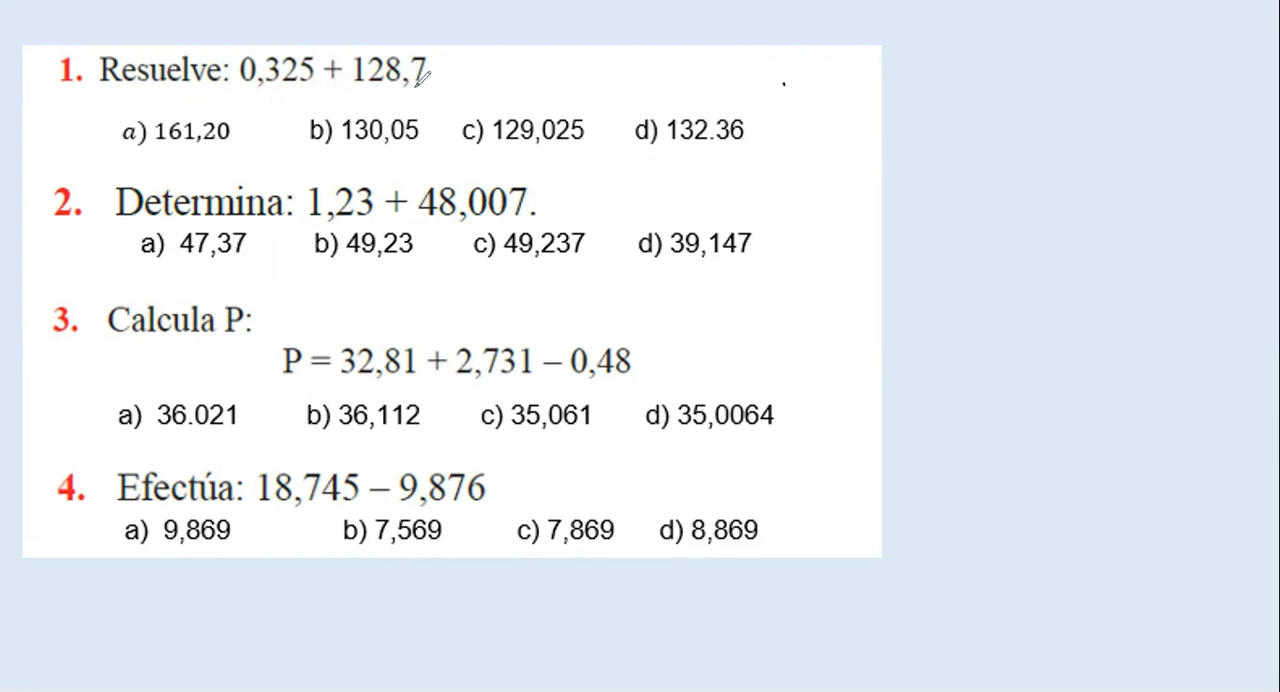 1. Resuelve: 0,325 + 128,7
a) 161,20 b) 130,05 c) 129,025 d) 132.36
2. Determina: 1,23 + 48,007.
a) 47,37 b) 49,23 c) 49,237 d) 39,147
3. Calcula P:
P = 32,81 + 2,731 – 0,48
a) 36.021 b) 36,112 c) 35,061 d) 35,0064
4. Efectúa: 18,745 – 9,876
a) 9,869 b) 7,569 c) 7,869 d) 8,869